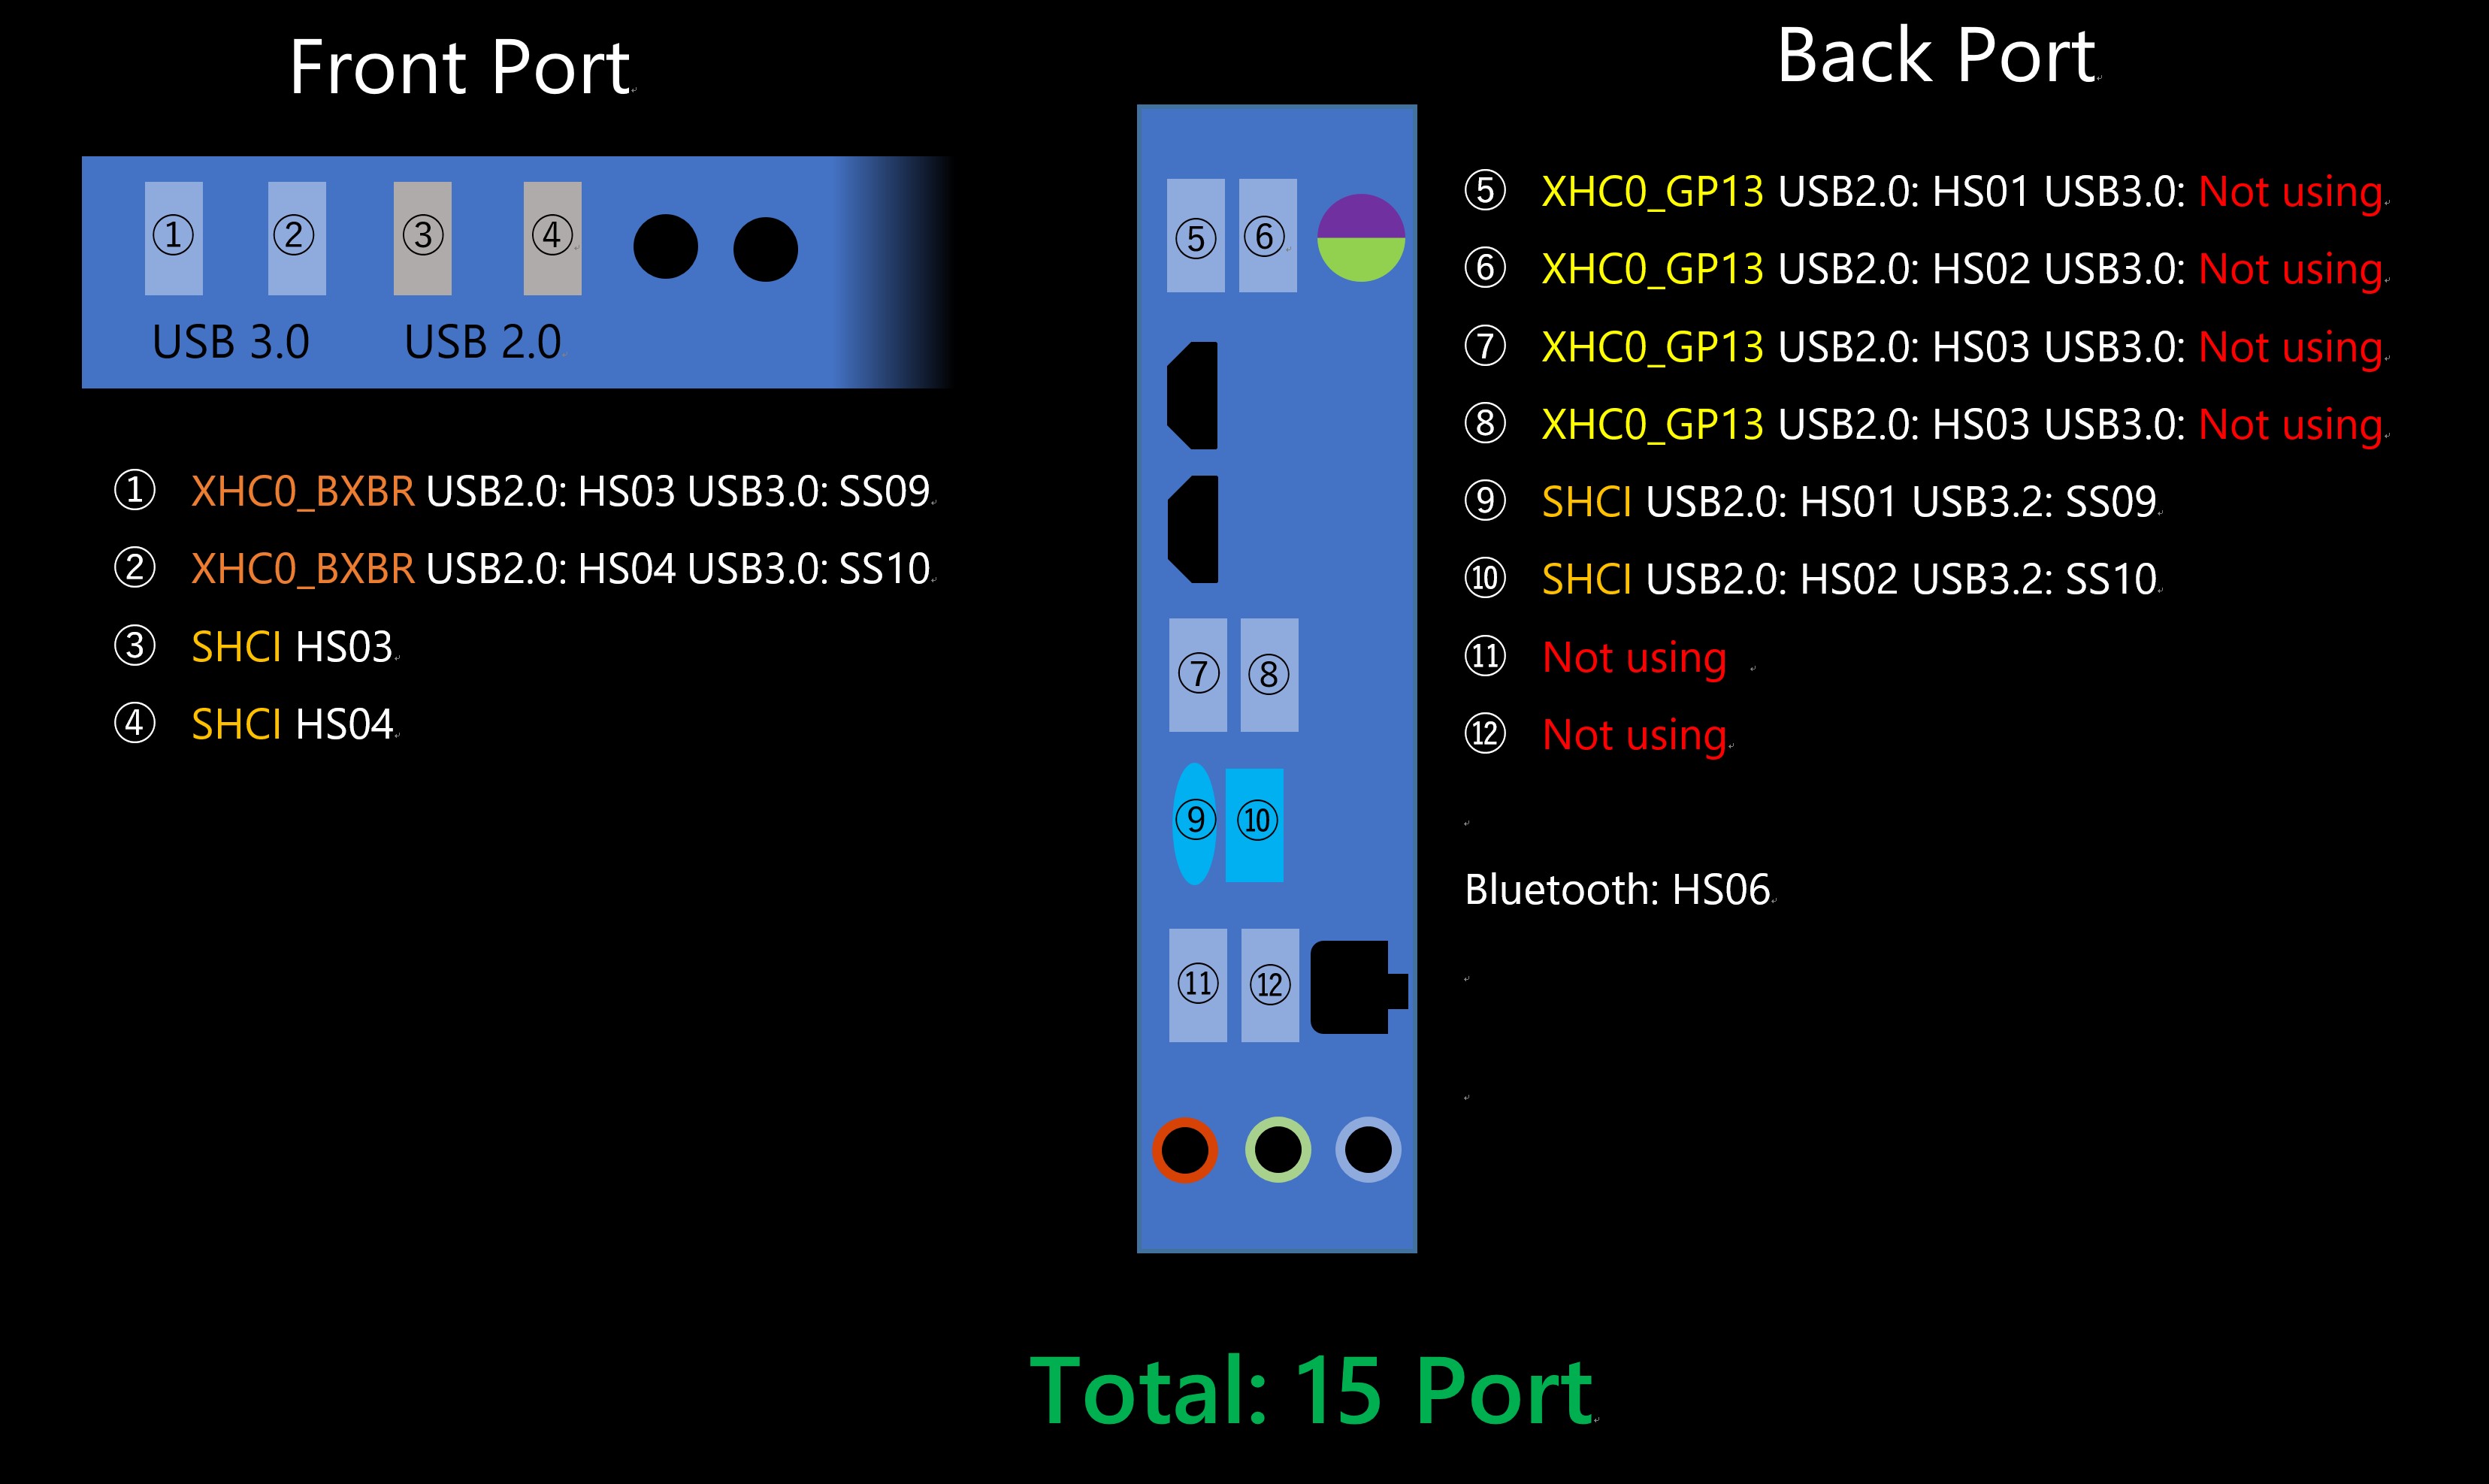 Front Port
① ② ③ ④
USB 3.0 USB 2.0
① XHC0_BXBR USB2.0: HS03 USB3.0: SS09
② XHC0_BXBR USB2.0: HS04 USB3.0: SS10
③ SHCI HS03
④ SHCI HS04
⑤ ⑥
⑦ ⑧
⑨ ⑩
⑪ ⑫
Back Port
⑤ XHC0_GP13 USB2.0: HS01 USB3.0: Not using
⑥ XHC0_GP13 USB2.0: HS02 USB3.0: Not using
⑦ XHC0_GP13 USB2.0: HS03 USB3.0: Not using
⑧ XHC0_GP13 USB2.0: HS03 USB3.0: Not using
⑨ SHCI USB2.0: HS01 USB3.2: SS09
⑩ SHCI USB2.0: HS02 USB3.2: SS10
⑪ Not using
⑫ Not using
Bluetooth: HS06
Total: 15 Port